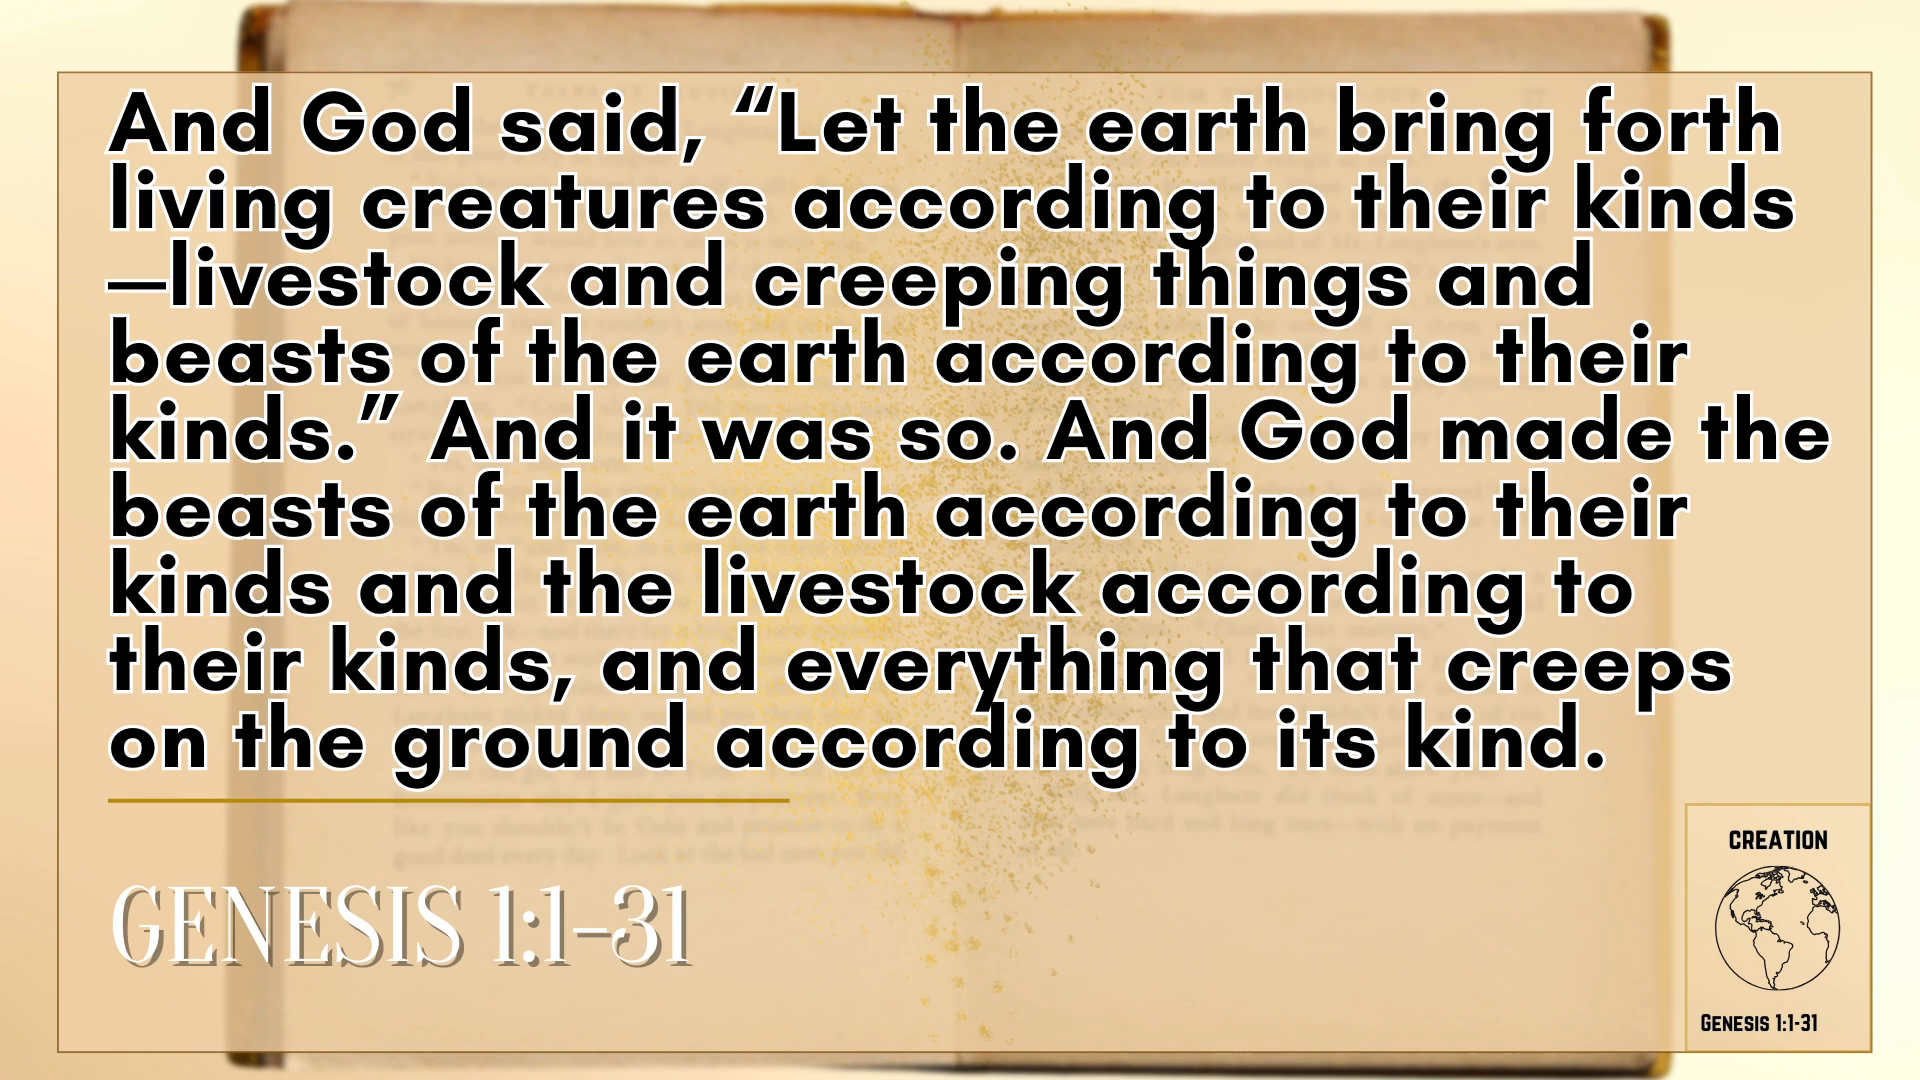 And God said, “Let the earth bring forth
living creatures according to their kinds
—livestock and creeping things and
beasts of the earth according to their
kinds.” And it was so. And God made the
beasts of the earth according to their
kinds and the livestock according to
their kinds, and everything that creeps
on the ground according to its kind.
GENESIS 1:1-31
CREATION
GENESIS 1:1-31